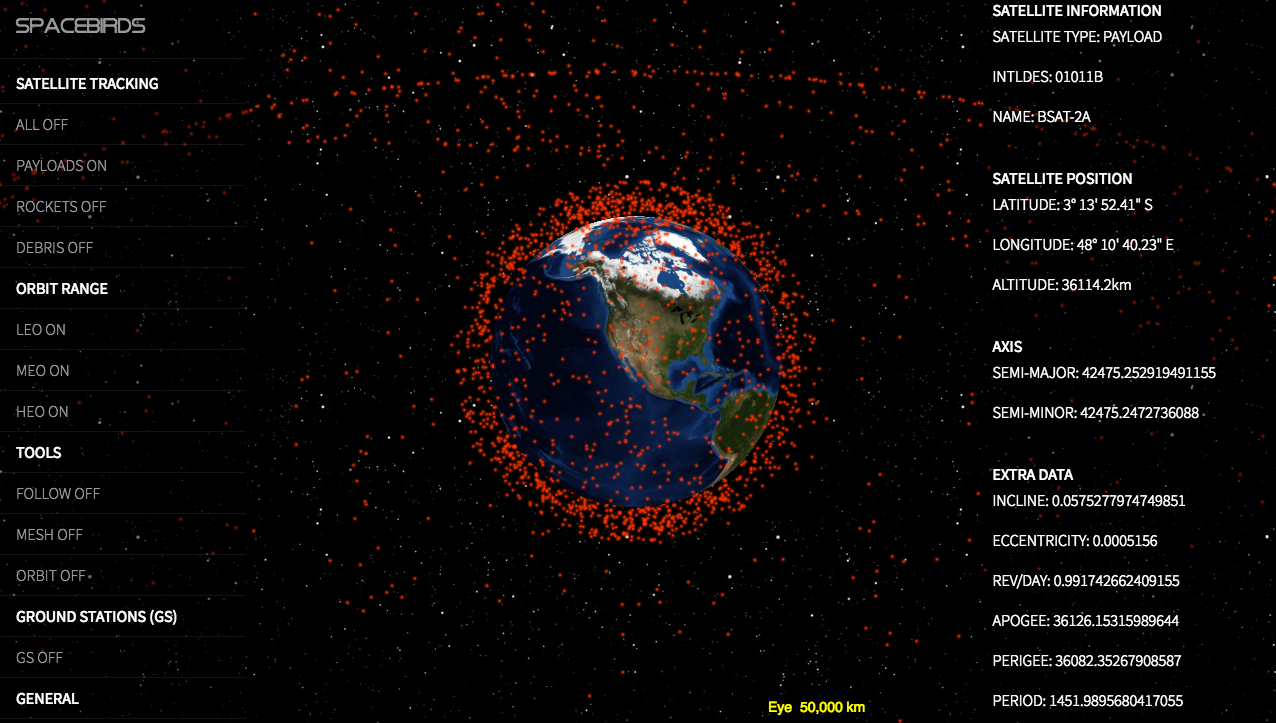 SPACEBIRDS
SATELLITE TRACKING
ALL OFF
PAYLOADS ON
ROCKETS OFF
DEBRIS OFF
ORBIT RANGE
LEO ON
MEO ON
HEO ON
TOOLS
FOLLOW OFF
MESH OFF
ORBIT OFF
GROUND STATIONS (GS)
GS OFF
GENERAL
Eye 50,000 km
SATELLITE INFORMATION
SATELLITE TYPE: PAYLOAD
INTLDES: 01011B
NAME: BSAT-2A
SATELLITE POSITION
LATITUDE: 3° 13' 52.41" S
LONGITUDE: 48° 10' 40.23" E
ALTITUDE: 36114.2km
AXIS
SEMI-MAJOR: 42475.252919491155
SEMI-MINOR: 42475.2472736088
EXTRA DATA
INCLINE: 0.0575277974749851
ECCENTRICITY: 0.0005156
REV/DAY: 0.991742662409155
APOGEE: 36126.15315989644
PERIGEE: 36082.35267908587
PERIOD: 1451.9895680417055